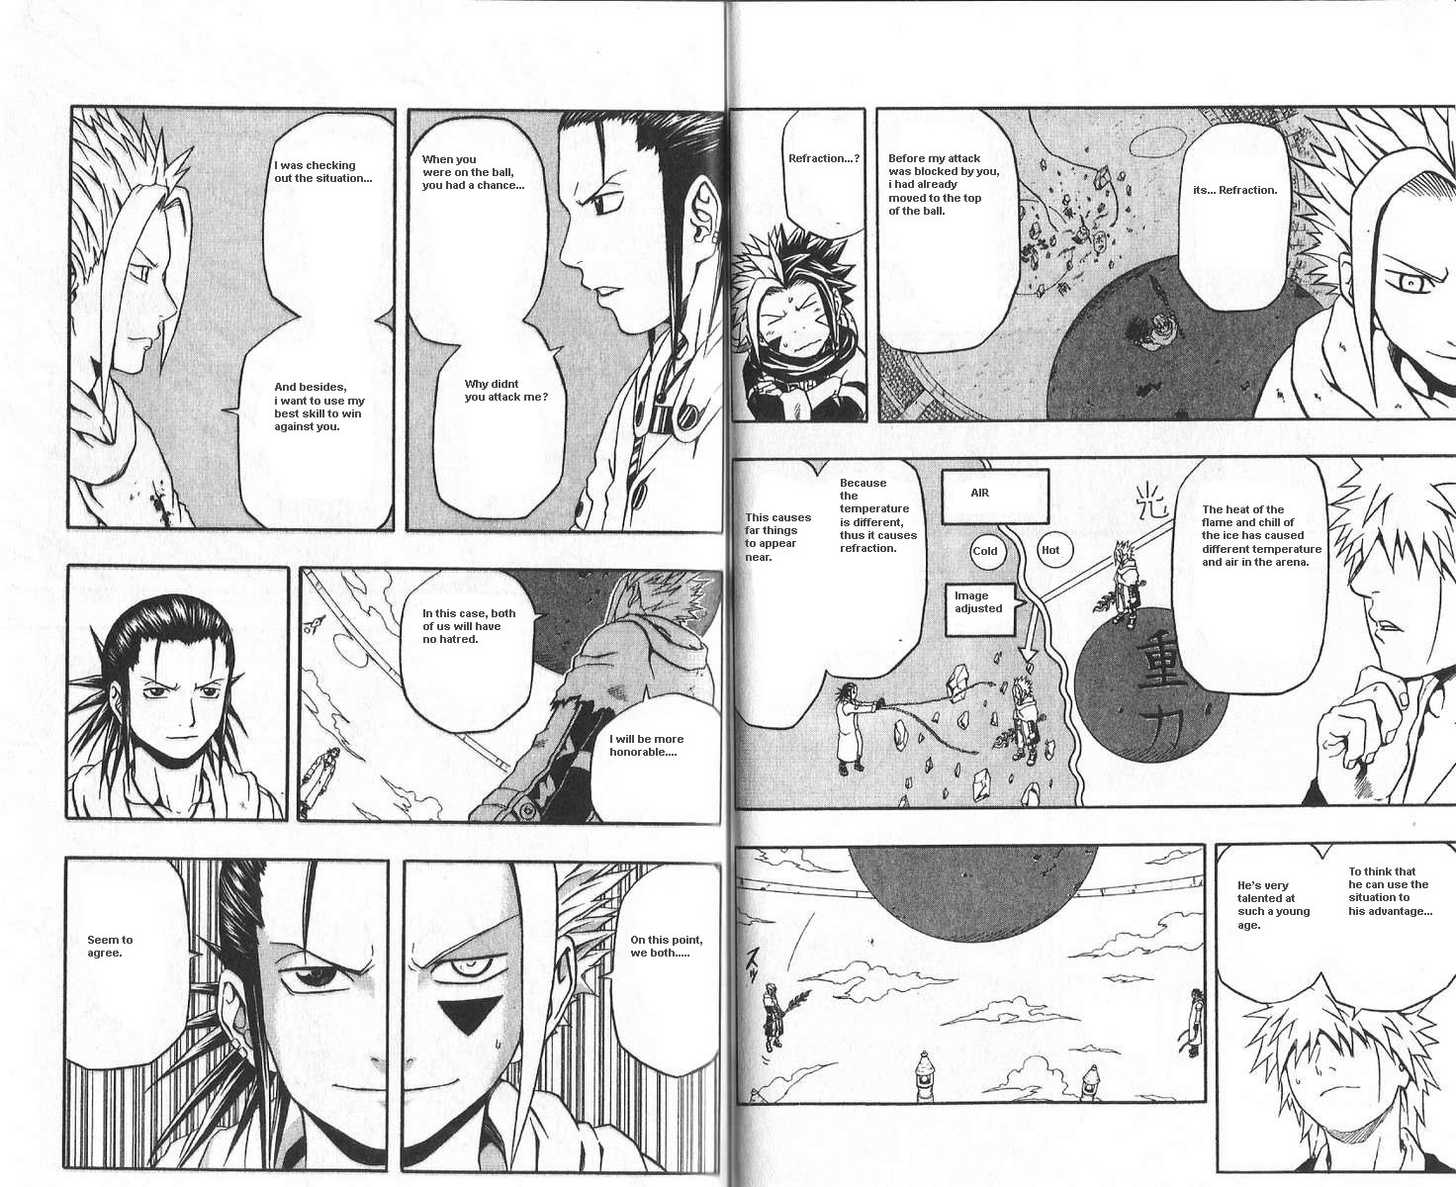 its... Refraction.
Before my attack
was blocked by you,
i had already
moved to the top
of the ball.
Refraction...?
The heat of the
flame and chill of
the ice has caused
different temperature
and air in the arena.
光
重力
AIR
Cold
Hot
Image
adjusted
Because
the
temperature
is different,
thus it causes
refraction.
This causes
far things
to appear
near.
To think that
he can use the
situation to
his advantage...
He's very
talented at
such a young
age.
スッ
When you
were on the ball,
you had a chance...
Why didnt
you attack me?
I was checking
out the situation...
And besides,
i want to use my
best skill to win
against you.
In this case, both
of us will have
no hatred.
I will be more
honorable....
On this point,
we both.....
Seem to
agree.